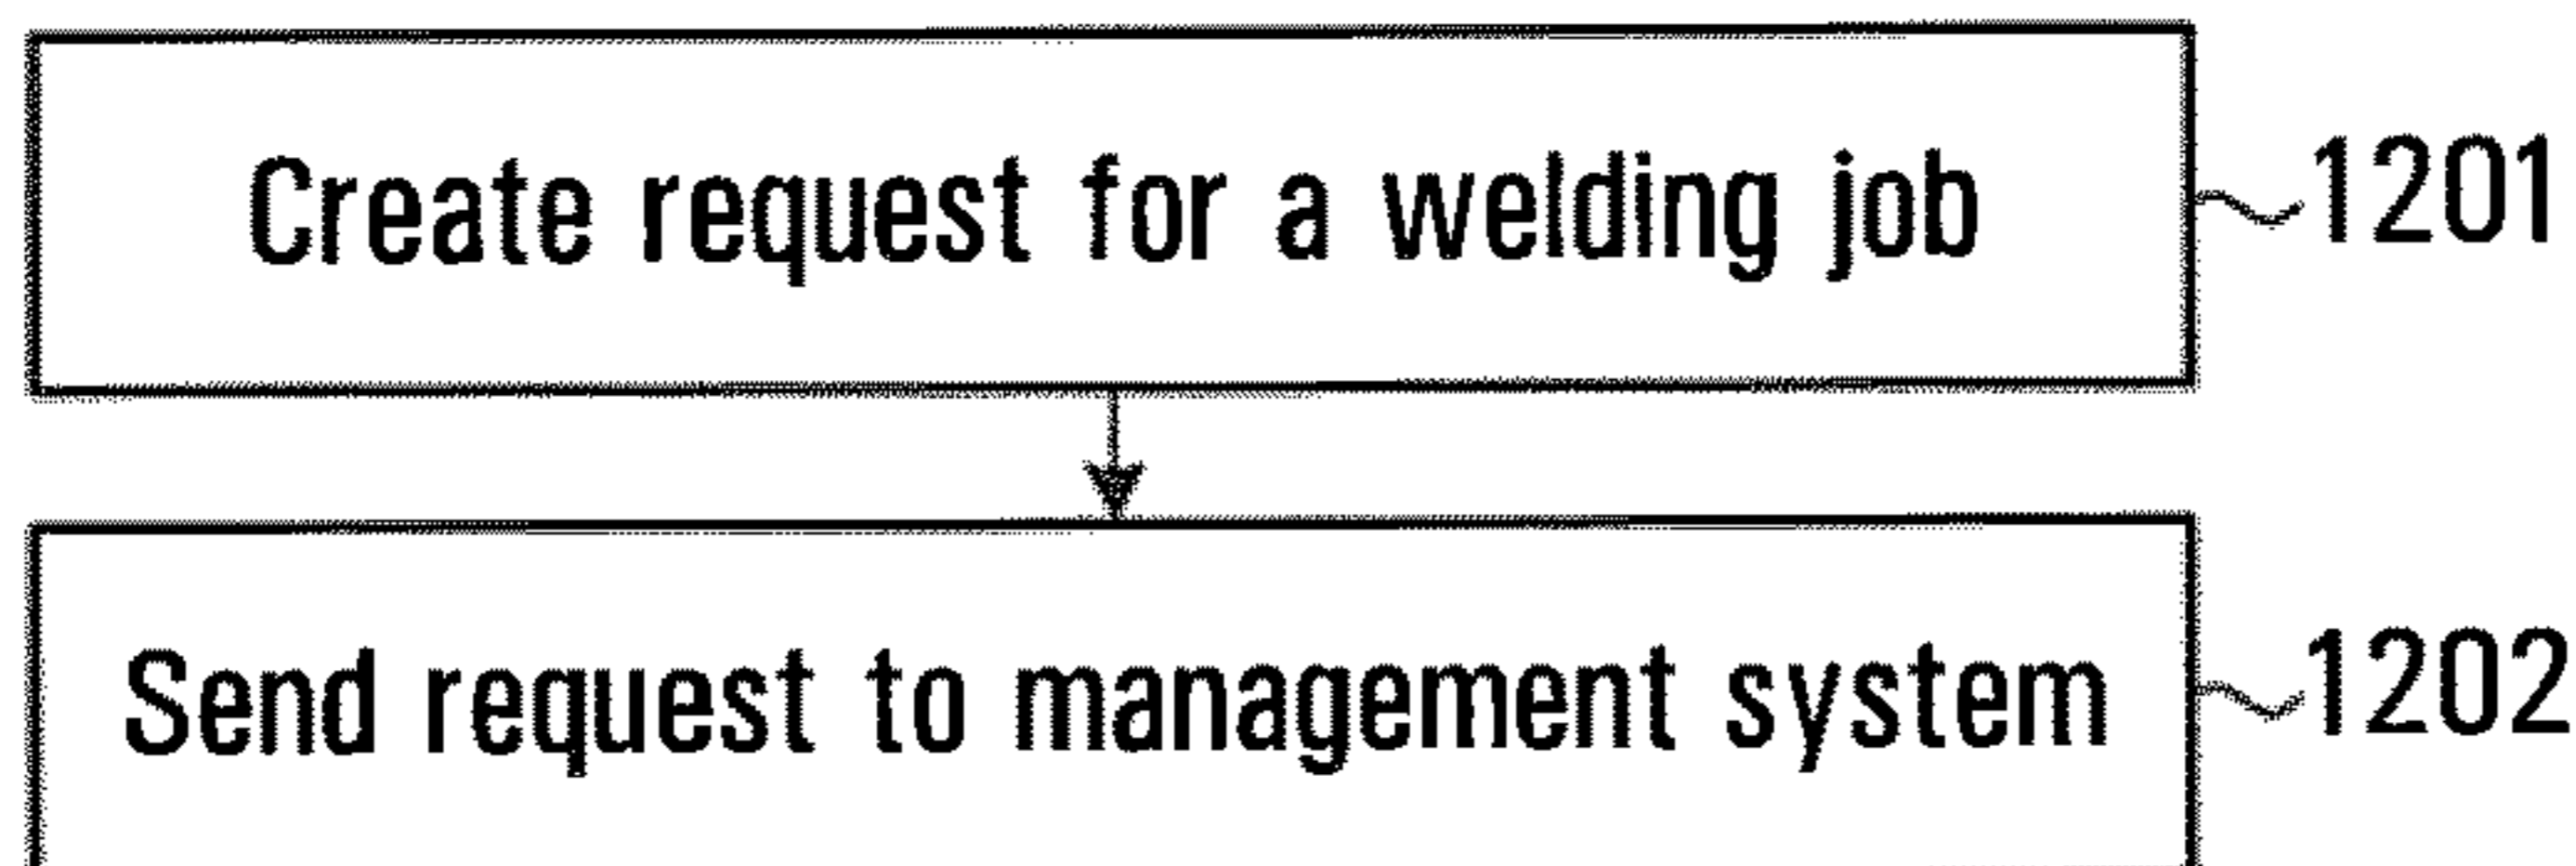 Create request for a welding job 1201
Send request to management system 1202